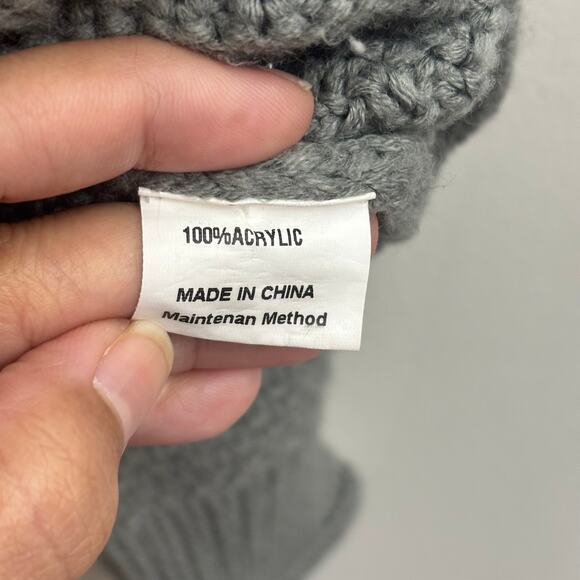 100%ACRYLIC
MADE IN CHINA
Maintenan Method